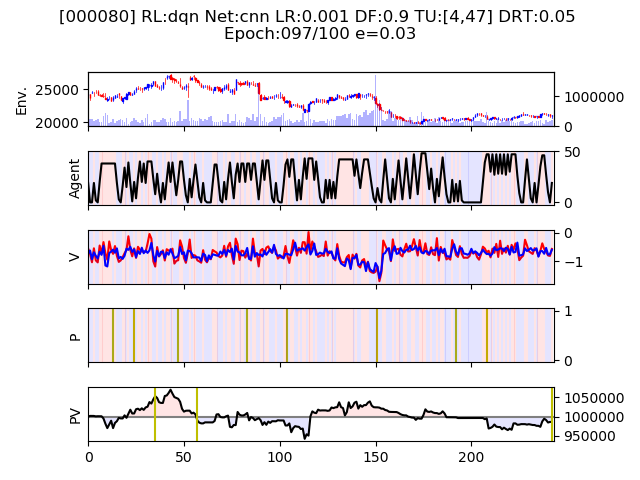 [000080] RL:dqn Net:cnn LR:0.001 DF:0.9 TU:[4,47] DRT:0.05
Epoch:097/100 e=0.03
Env.
25000
20000
1000000
0
Agent
50
0
V
0
−1
P
1
0
PV
1050000
1000000
950000
0 50 100 150 200